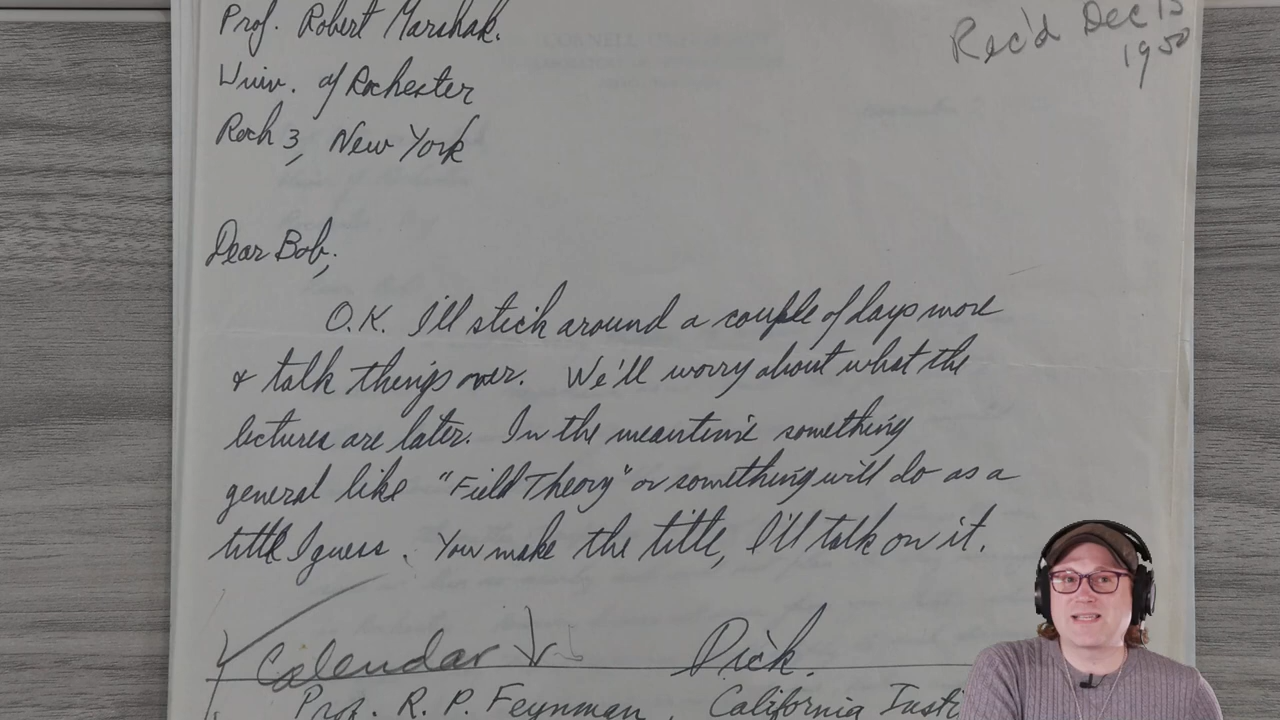 Prof. Robert Marshak.
Rec'd Dec 15
1950
Univ. of Rochester
Roch 3, New York
Dear Bob;
O.K. I'll stick around a couple of days more
& talk things over. We'll worry about what the
lectures are later. In the meantime something
general like "Field Theory" or something will do as a
title I guess. You make the title, I'll talk on it.
Calendar
Dick.
Prof. R. P. Feynman, California Insti